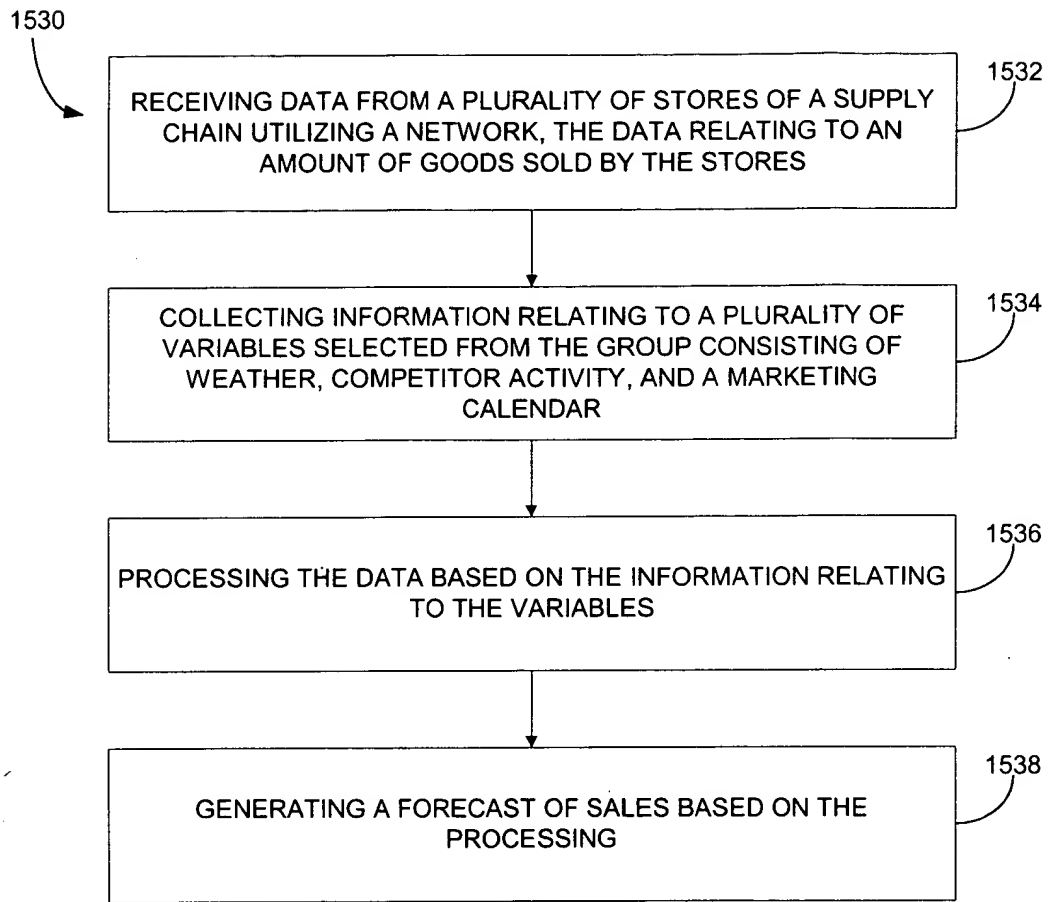 1530
1532
RECEIVING DATA FROM A PLURALITY OF STORES OF A SUPPLY
CHAIN UTILIZING A NETWORK, THE DATA RELATING TO AN
AMOUNT OF GOODS SOLD BY THE STORES
1534
COLLECTING INFORMATION RELATING TO A PLURALITY OF
VARIABLES SELECTED FROM THE GROUP CONSISTING OF
WEATHER, COMPETITOR ACTIVITY, AND A MARKETING
CALENDAR
1536
PROCESSING THE DATA BASED ON THE INFORMATION RELATING
TO THE VARIABLES
1538
GENERATING A FORECAST OF SALES BASED ON THE
PROCESSING